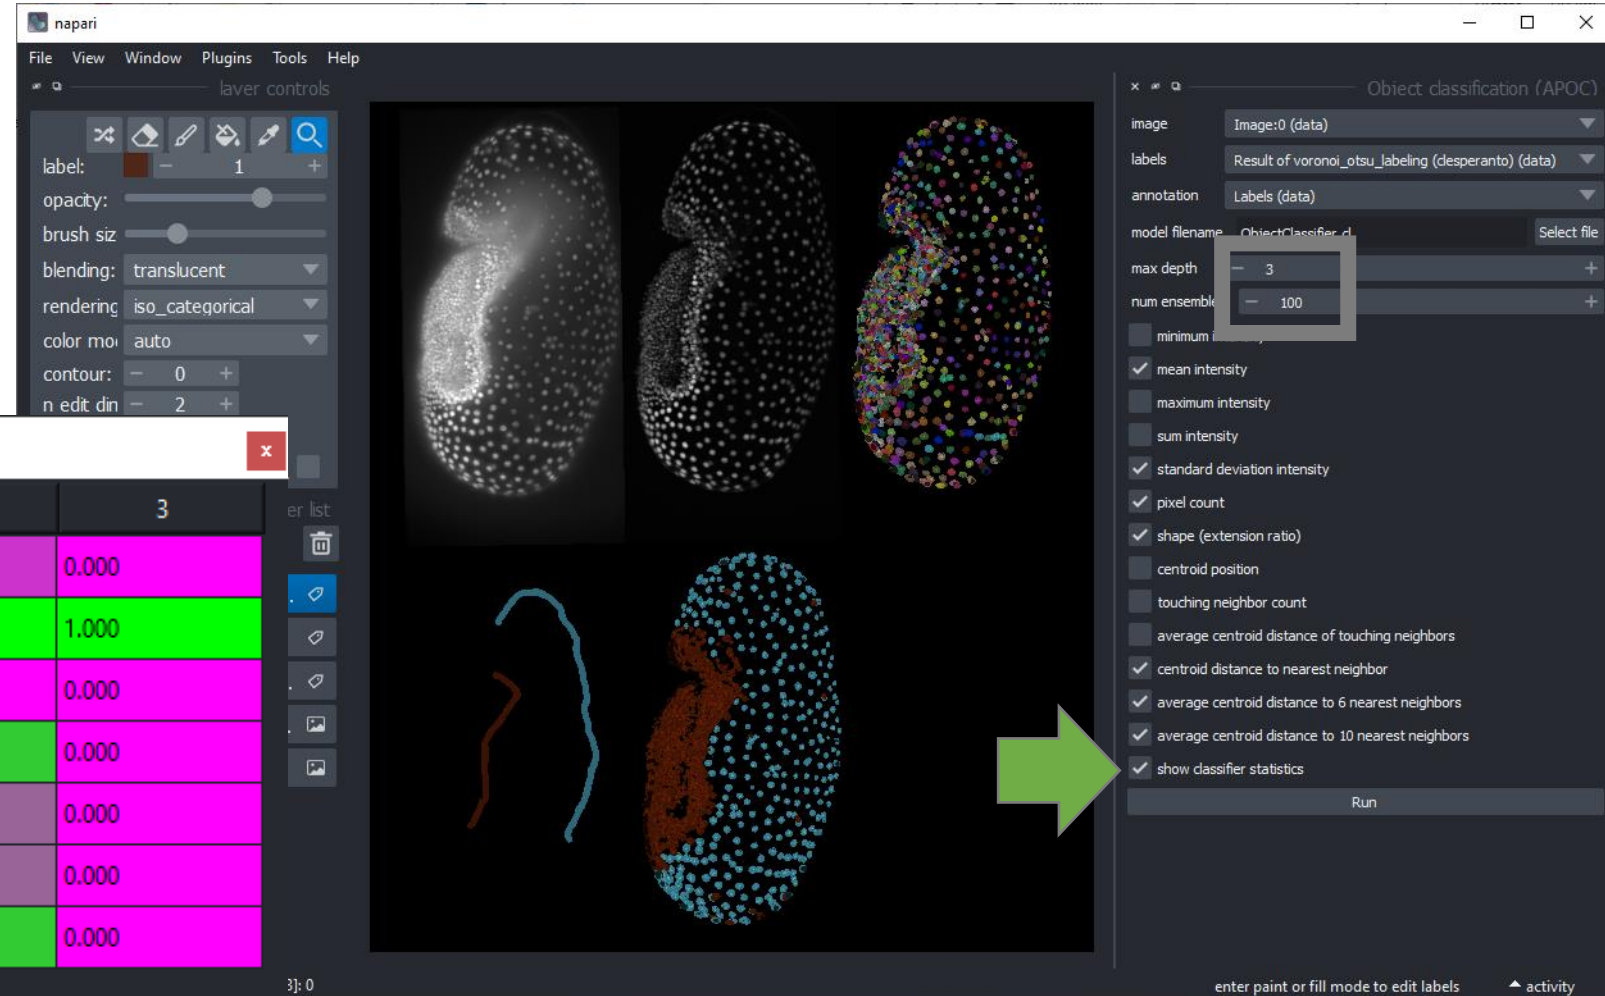 napari
File View Window Plugins Tools Help
layer controls
label: 1
opacity:
brush siz
blending: translucent
rendering iso_categorical
color mo auto
contour: 0
n edit din 2
3
er list
0.000
1.000
0.000
0.000
0.000
0.000
0.000
3]: 0
Object classification (APOC)
image Image:0 (data)
labels Result of voronoi_otsu_labeling (clesperanto) (data)
annotation Labels (data)
model filename ObjectClassifier.cl Select file
max depth 3
num ensemble 100
minimum
mean intensity
maximum intensity
sum intensity
standard deviation intensity
pixel count
shape (extension ratio)
centroid position
touching neighbor count
average centroid distance of touching neighbors
centroid distance to nearest neighbor
average centroid distance to 6 nearest neighbors
average centroid distance to 10 nearest neighbors
show classifier statistics
Run
enter paint or fill mode to edit labels activity